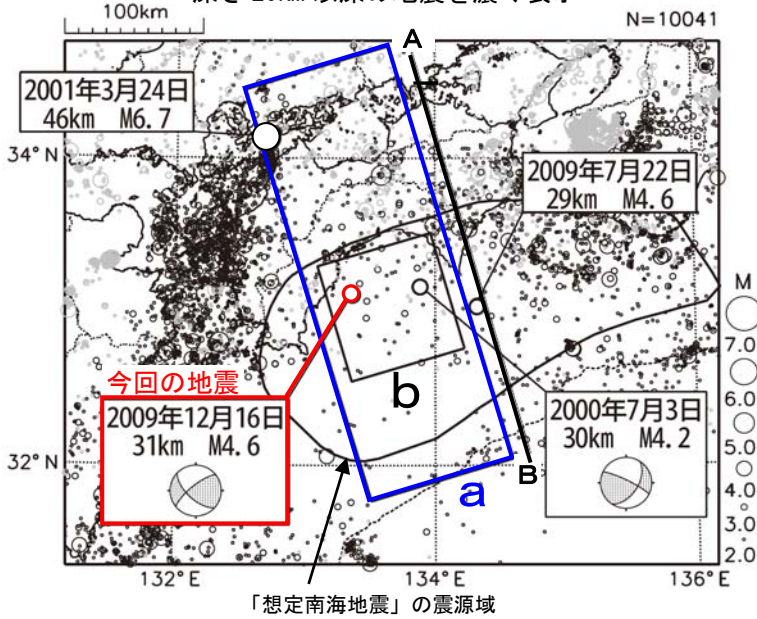 100km
N=10041
A
2001年3月24日
46km M6.7
34°N
2009年7月22日
29km M4.6
M
7.0
今回の地震
6.0
2009年12月16日
31km M4.6
b
2000年7月3日
30km M4.2
5.0
32°N
a
B
4.0
3.0
2.0
132°E
134°E
136°E
「想定南海地震」の震源域